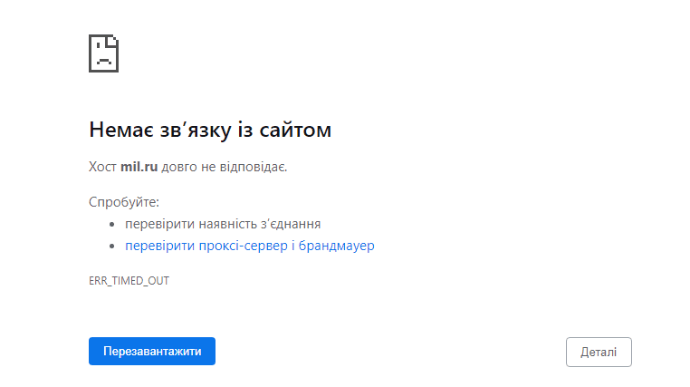 Немає зв’язку із сайтом
Хост mil.ru довго не відповідає.
Спробуйте:
• перевірити наявність з’єднання
• перевірити проксі-сервер і брандмауер
ERR_TIMED_OUT
Перезавантажити
Деталі